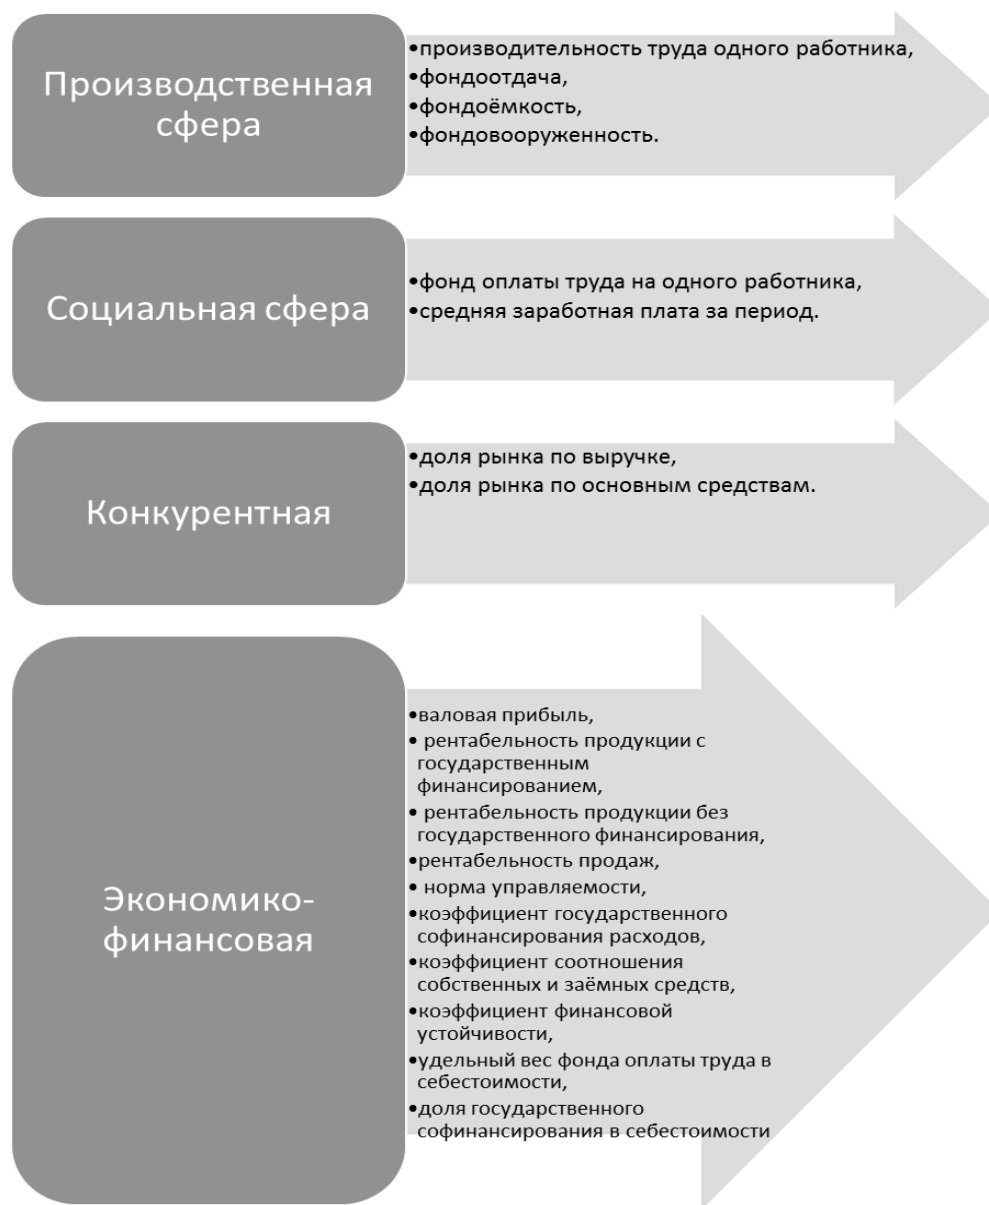 Производственная
сфера
•производительность труда одного работника,
•фондоотдача,
•фондоёмкость,
•фондовооруженность.
Социальная сфера
•фонд оплаты труда на одного работника,
•средняя заработная плата за период.
Конкурентная
•доля рынка по выручке,
•доля рынка по основным средствам.
Экономико-
финансовая
•валовая прибыль,
• рентабельность продукции с
государственным
финансированием,
• рентабельность продукции без
государственного финансирования,
•рентабельность продаж,
• норма управляемости,
•коэффициент государственного
софинансирования расходов,
•коэффициент соотношения
собственных и заёмных средств,
•коэффициент финансовой
устойчивости,
•удельный вес фонда оплаты труда в
себестоимости,
•доля государственного
софинансирования в себестоимости